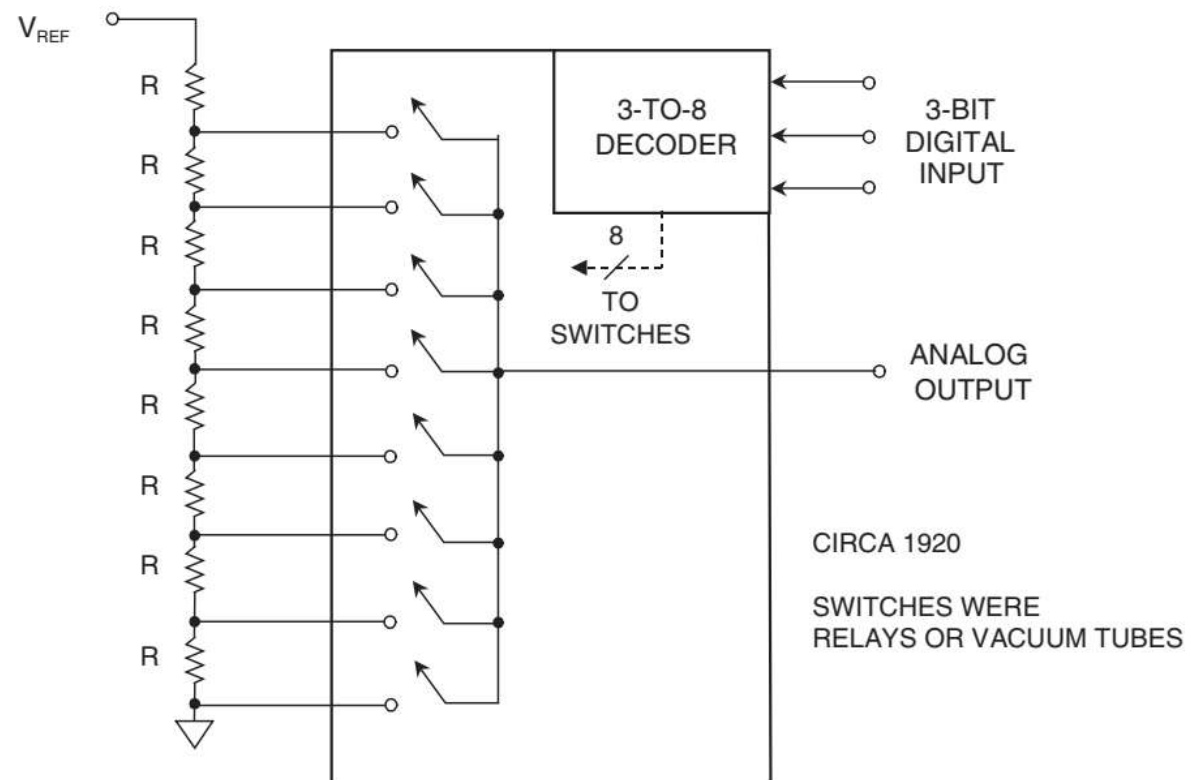 VREF
R
R
R
R
R
R
R
R
3-TO-8
DECODER
3-BIT
DIGITAL
INPUT
8
TO
SWITCHES
ANALOG
OUTPUT
CIRCA 1920
SWITCHES WERE
RELAYS OR VACUUM TUBES